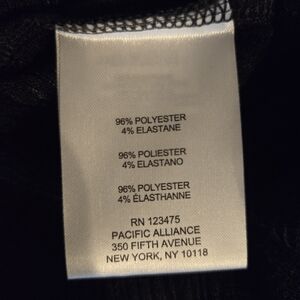 96% POLYESTER
4% ELASTANE
96% POLIESTER
4% ELASTANO
96% POLYESTER
4% ÉLASTHANNE
RN 123475
PACIFIC ALLIANCE
350 FIFTH AVENUE
NEW YORK, NY 10118